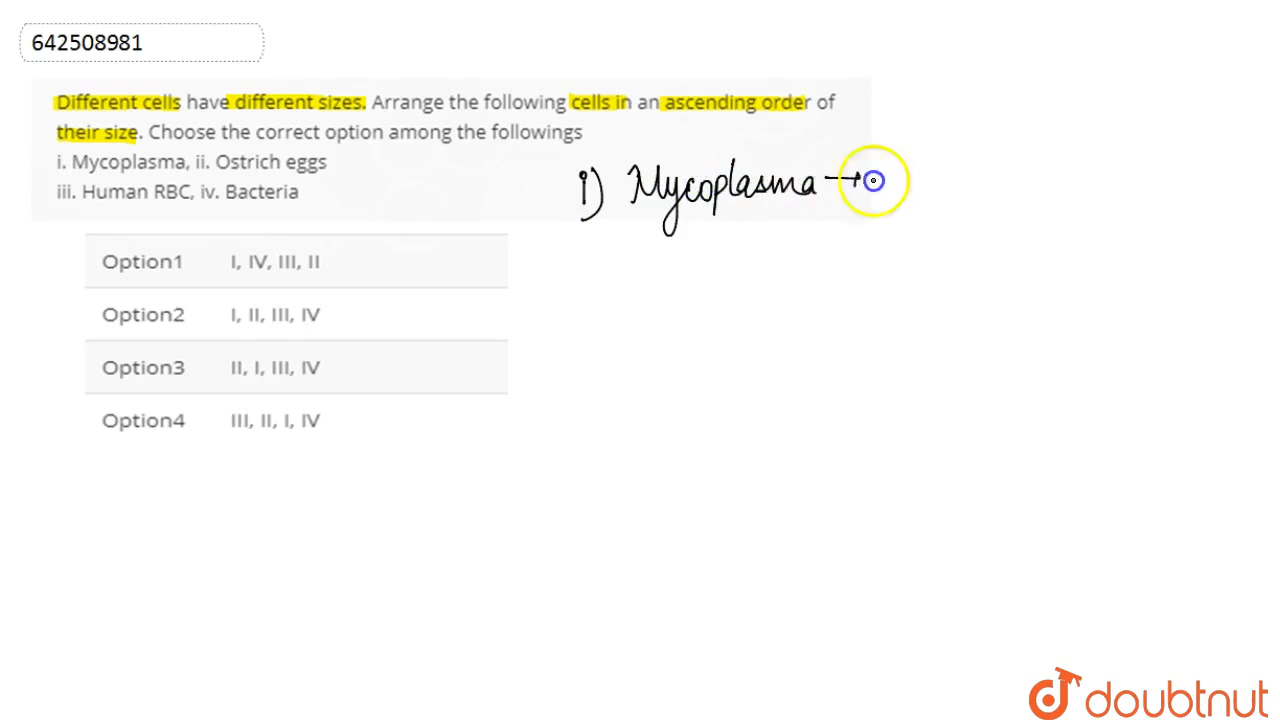 642508981
Different cells have different sizes. Arrange the following cells in an ascending order of
their size. Choose the correct option among the followings
i. Mycoplasma, ii. Ostrich eggs
iii. Human RBC, iv. Bacteria
i) Mycoplasma →
Option1 I, IV, III, II
Option2 I, II, III, IV
Option3 II, I, III, IV
Option4 III, II, I, IV
doubtnut